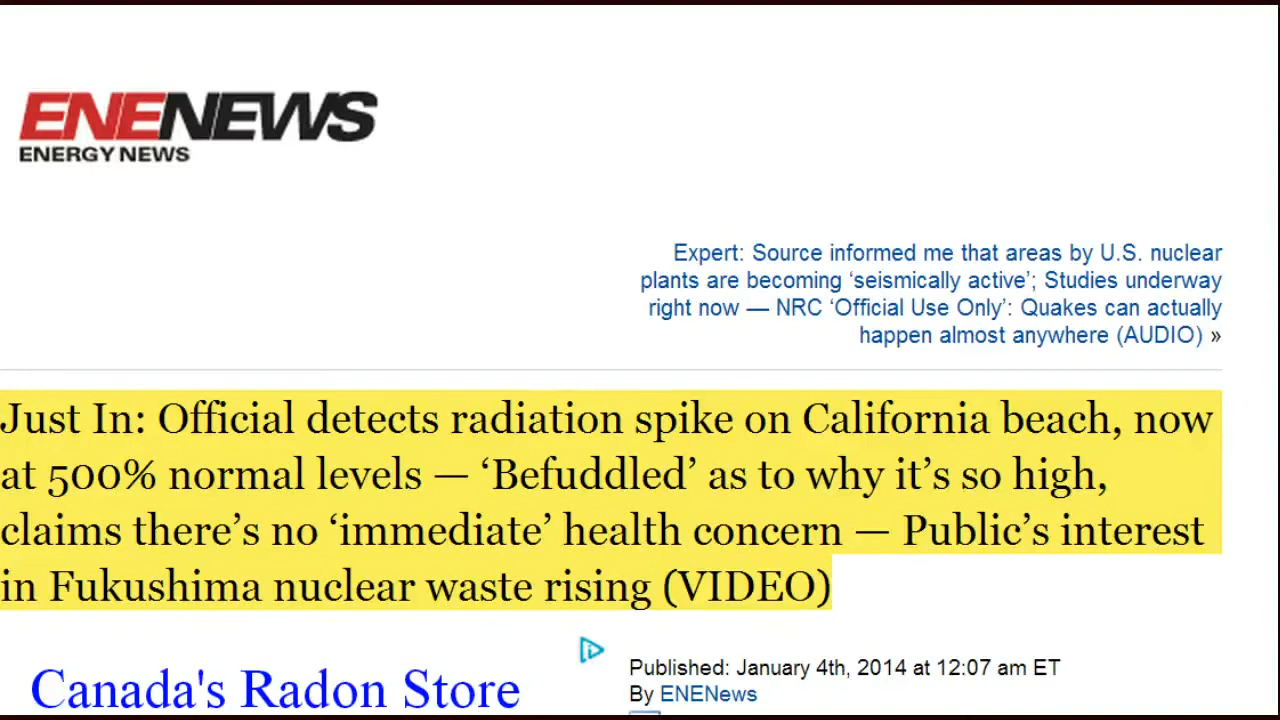 ENENEWS
ENERGY NEWS
Expert: Source informed me that areas by U.S. nuclear
plants are becoming ‘seismically active’; Studies underway
right now — NRC ‘Official Use Only’: Quakes can actually
happen almost anywhere (AUDIO) »
Just In: Official detects radiation spike on California beach, now
at 500% normal levels — ‘Befuddled’ as to why it’s so high,
claims there’s no ‘immediate’ health concern — Public’s interest
in Fukushima nuclear waste rising (VIDEO)
Canada's Radon Store
Published: January 4th, 2014 at 12:07 am ET
By ENENews